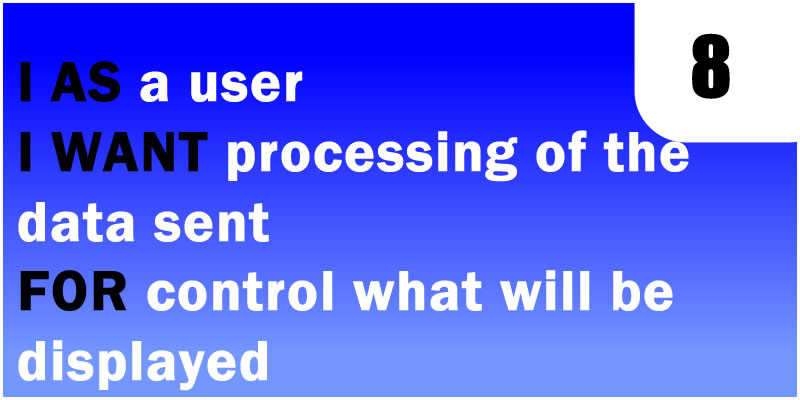 8
I AS a user
I WANT processing of the
data sent
FOR control what will be
displayed